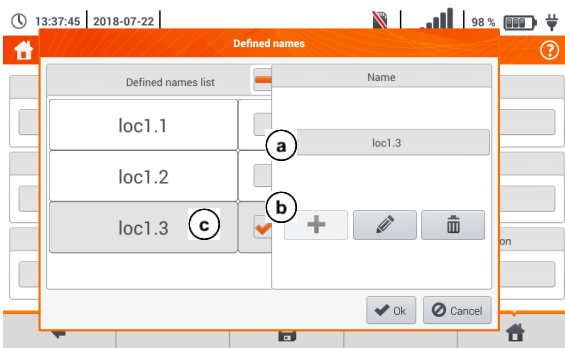 13:37:45 2018-07-22 98 %
Defined names
Defined names list
Name
loc1.1
a
loc1.3
loc1.2
b
loc1.3
c
on
Ok
Cancel